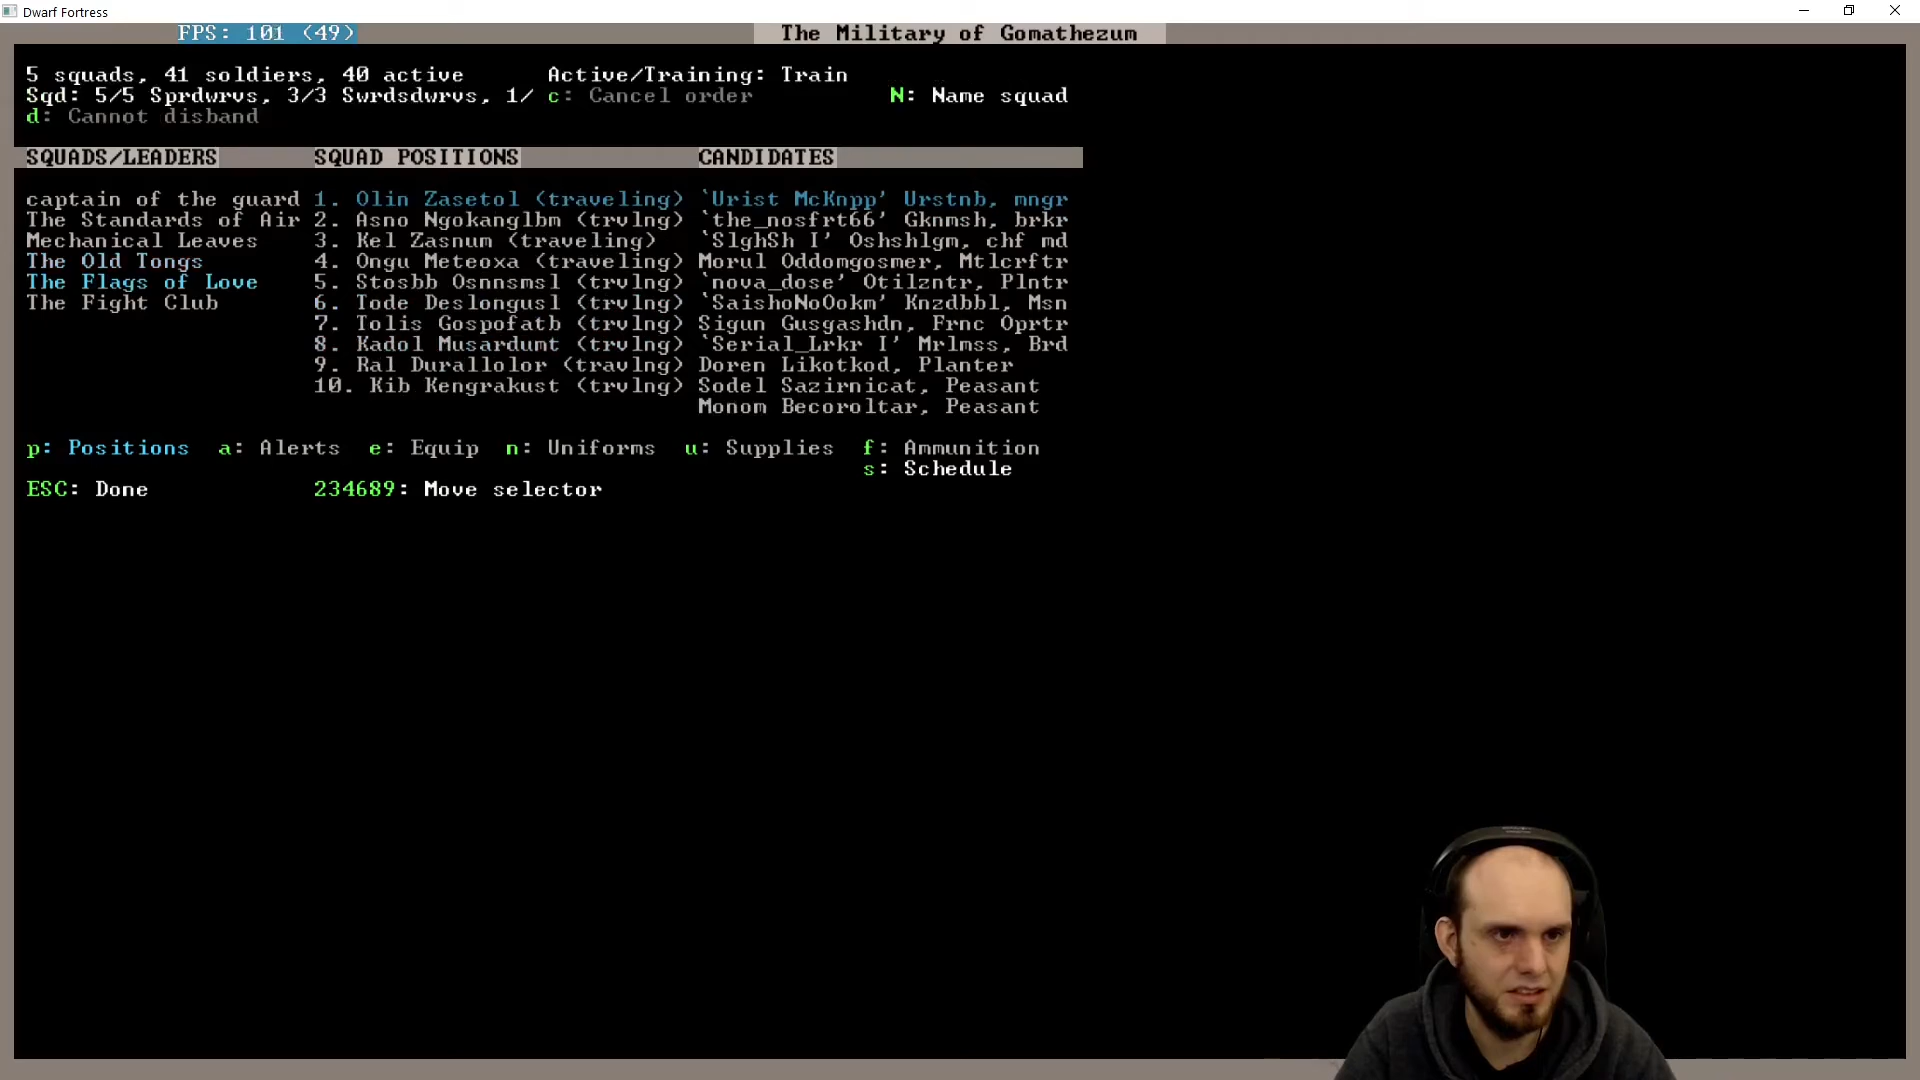 Dwarf Fortress
FPS: 101 (49) The Military of Gomathezum
5 squads, 41 soldiers, 40 active Active/Training: Train
Sqd: 5/5 Sprdwrvs, 3/3 Swrdsdwrvs, 1/ c: Cancel order N: Name squad
d: Cannot disband
SQUADS/LEADERS SQUAD POSITIONS CANDIDATES
captain of the guard 1. Olin Zasetol (traveling) `Urist McKnpp' Urstnb, mngr
The Standards of Air 2. Asno Ngokanglbm (trvlng) `the_nosfrt66' Gknmsh, brkr
Mechanical Leaves 3. Kel Zasnum (traveling) `SlghSh I' Oshshlgm, chf md
The Old Tongs 4. Ongu Meteoxa (traveling) Morul Oddomgosmer, Mtlcrftr
The Flags of Love 5. Stosbb Osnnsmsl (trvlng) `nova_dose' Otilzntr, Plntr
The Fight Club 6. Tode Deslongusl (trvlng) `SaishoNoOokm' Knzdbbl, Msn
7. Tolis Gospofatb (trvlng) Sigun Gusgashdn, Frnc Oprtr
8. Kadol Musardumt (trvlng) `Serial_Lrkr I' Mrlmss, Brd
9. Ral Durallolor (travlng) Doren Likotkod, Planter
10. Kib Kengrakust (trvlng) Sodel Sazirnicat, Peasant
Monom Becoroltar, Peasant
p: Positions a: Alerts e: Equip n: Uniforms u: Supplies f: Ammunition
s: Schedule
ESC: Done 234689: Move selector